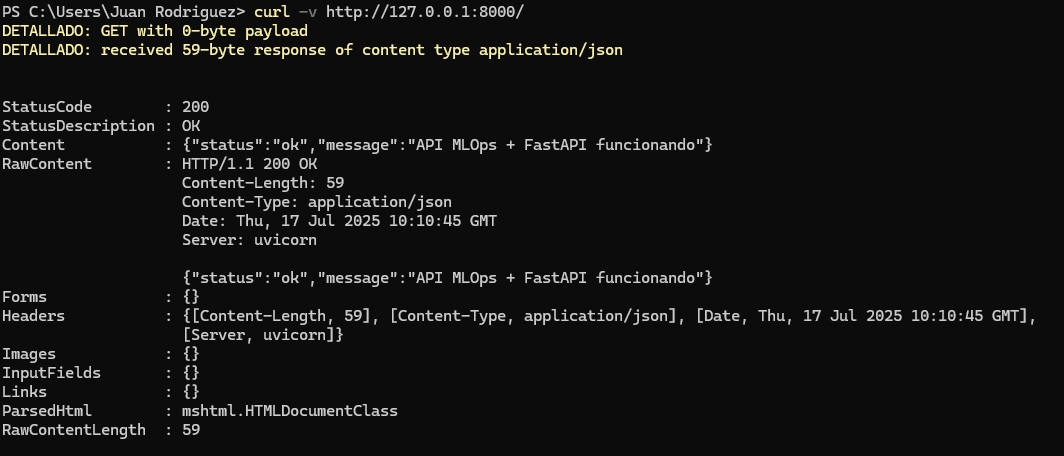 PS C:\Users\Juan Rodriguez> curl -v http://127.0.0.1:8000/
DETALLADO: GET with 0-byte payload
DETALLADO: received 59-byte response of content type application/json
StatusCode        : 200
StatusDescription : OK
Content           : {"status":"ok","message":"API MLOps + FastAPI funcionando"}
RawContent        : HTTP/1.1 200 OK
                    Content-Length: 59
                    Content-Type: application/json
                    Date: Thu, 17 Jul 2025 10:10:45 GMT
                    Server: uvicorn

                    {"status":"ok","message":"API MLOps + FastAPI funcionando"}
Forms             : {}
Headers           : {[Content-Length, 59], [Content-Type, application/json], [Date, Thu, 17 Jul 2025 10:10:45 GMT],
                    [Server, uvicorn]}
Images            : {}
InputFields       : {}
Links             : {}
ParsedHtml        : mshtml.HTMLDocumentClass
RawContentLength  : 59